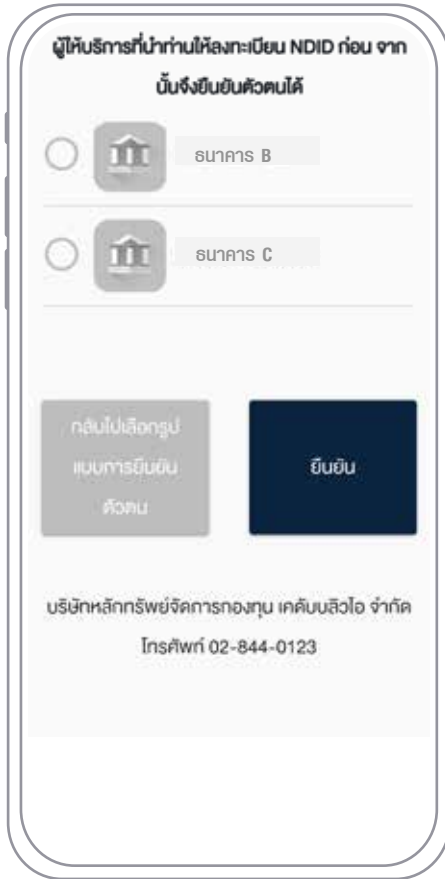 ผู้ให้บริการที่นำท่านให้ลงทะเบียน NDID ก่อน จาก
นั้นจึงยืนยันตัวตนได้
ธนาคาร B
ธนาคาร C
กลับไปเลือกรูป
แบบการยืนยัน
ตัวตน
ยืนยัน
บริษัทหลักทรัพย์จัดการกองทุน เคดับบลิวไอ จำกัด
โทรศัพท์ 02-844-0123